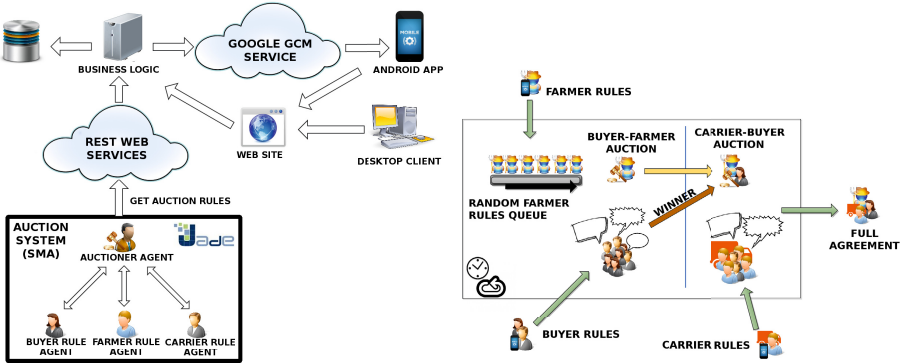 GOOGLE GCM
SERVICE
BUSINESS LOGIC
MOBILE
ANDROID APP
REST WEB
SERVICES
WEB SITE
DESKTOP CLIENT
GET AUCTION RULES
AUCTION
SYSTEM
(SMA)
Jade
AUCTIONER AGENT
BUYER RULE
AGENT
FARMER RULE
AGENT
CARRIER RULE
AGENT
FARMER RULES
BUYER-FARMER
AUCTION
CARRIER-BUYER
AUCTION
RANDOM FARMER
RULES QUEUE
WINNER
FULL
AGREEMENT
BUYER RULES
CARRIER RULES